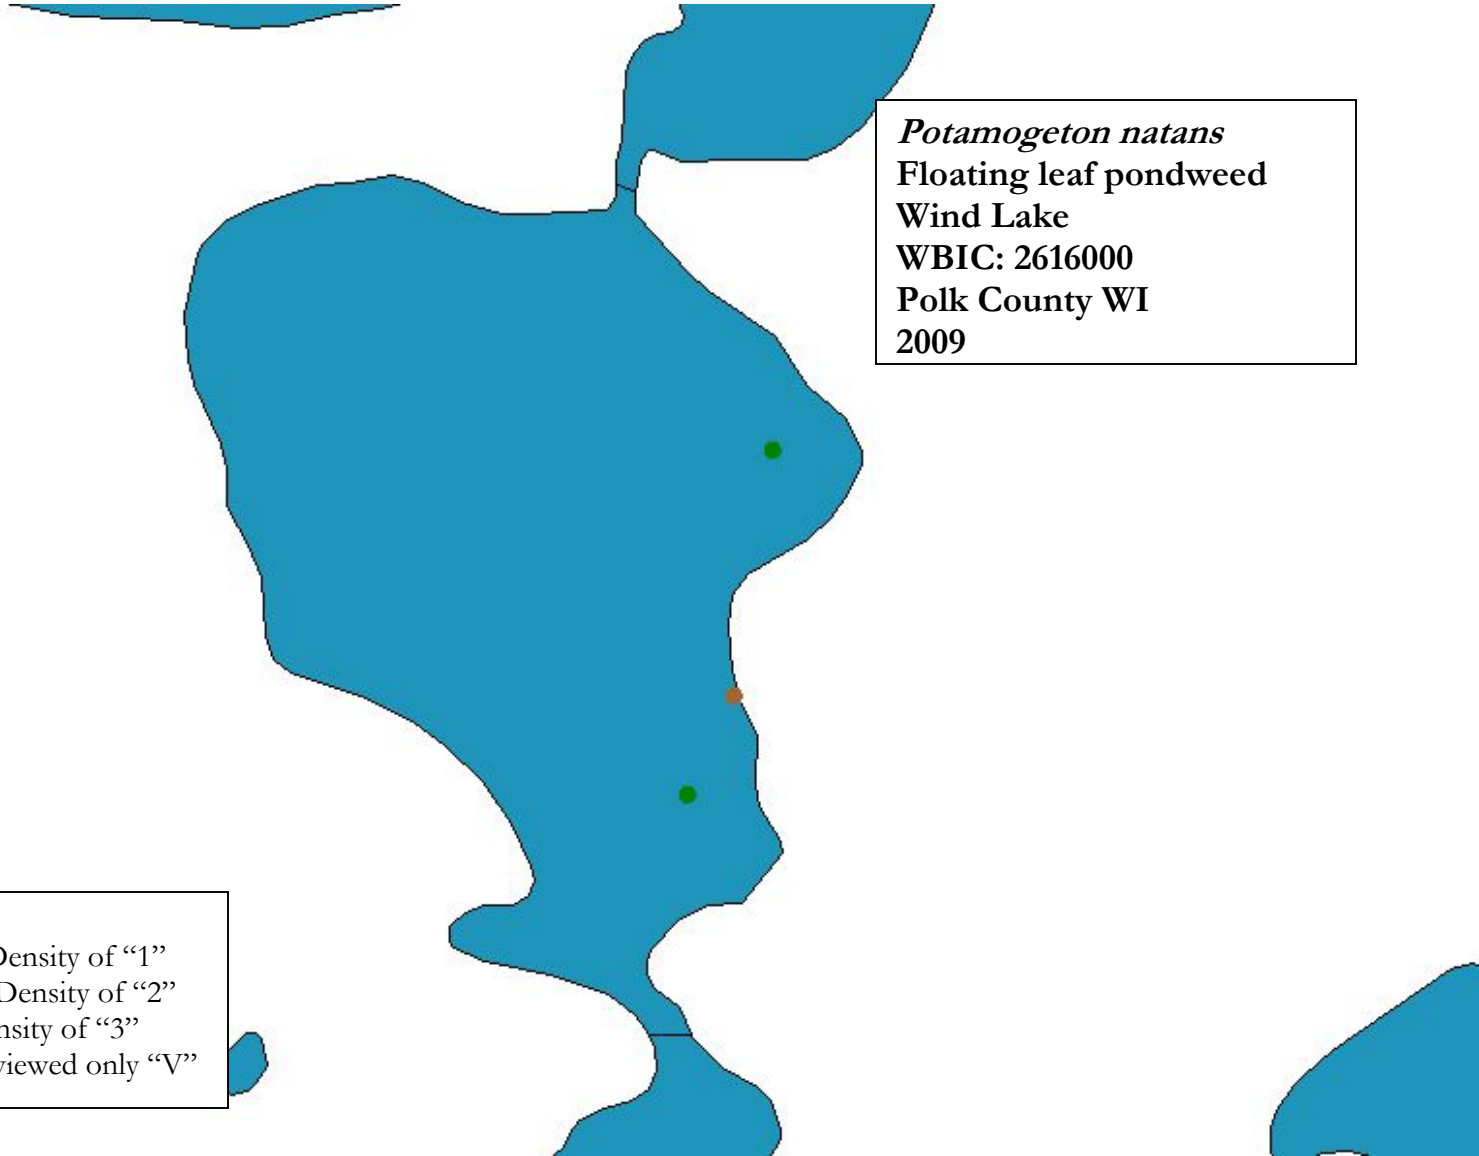 Potamogeton natans
Floating leaf pondweed
Wind Lake
WBIC: 2616000
Polk County WI
2009
Density of “1”
Density of “2”
of “3”
viewed only “V”